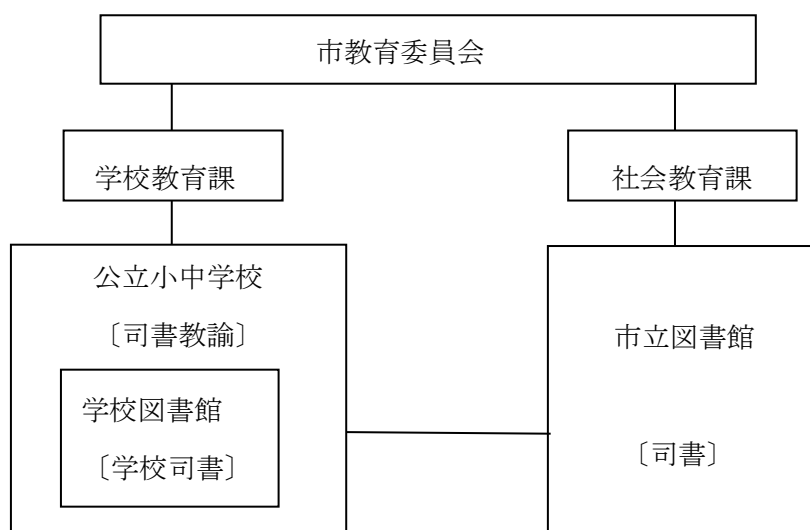 市教育委員会
学校教育課
社会教育課
公立小中学校
〔司書教諭〕
学校図書館
〔学校司書〕
市立図書館
〔司書〕